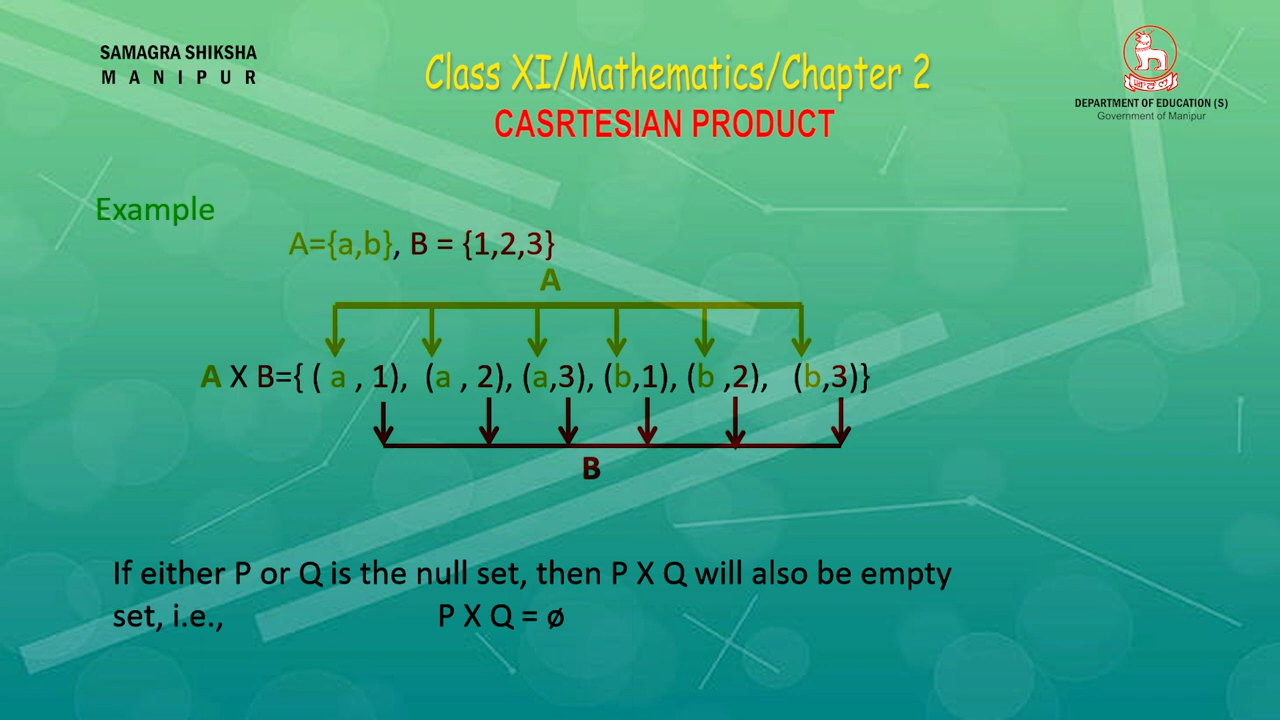 SAMAGRA SHIKSHA
MANIPUR
Class XI/Mathematics/Chapter 2
CASRTESIAN PRODUCT
DEPARTMENT OF EDUCATION (S)
Government of Manipur
Example
A={a,b}, B = {1,2,3}
A
A X B={ ( a , 1), (a , 2), (a,3), (b,1), (b ,2), (b,3)}
B
If either P or Q is the null set, then P X Q will also be empty
set, i.e., P X Q = ø